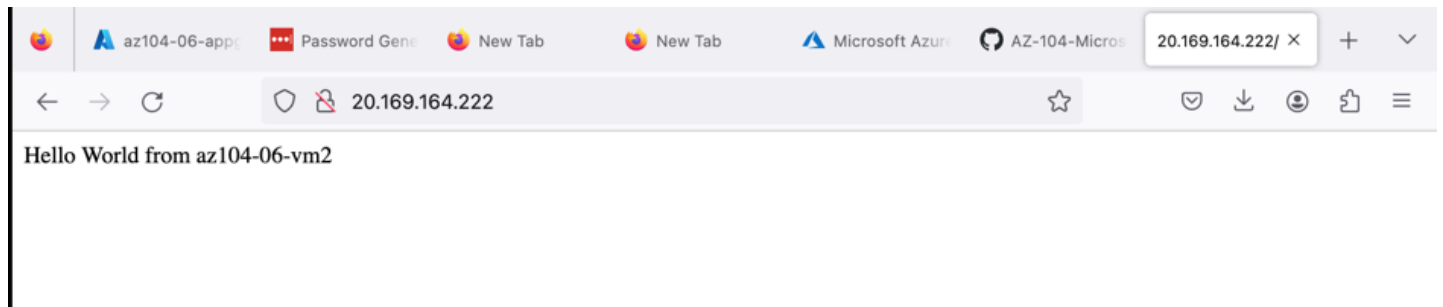 az104-06-appg
Password Gene
New Tab
New Tab
Microsoft Azure
AZ-104-Micros
20.169.164.222/
20.169.164.222
Hello World from az104-06-vm2